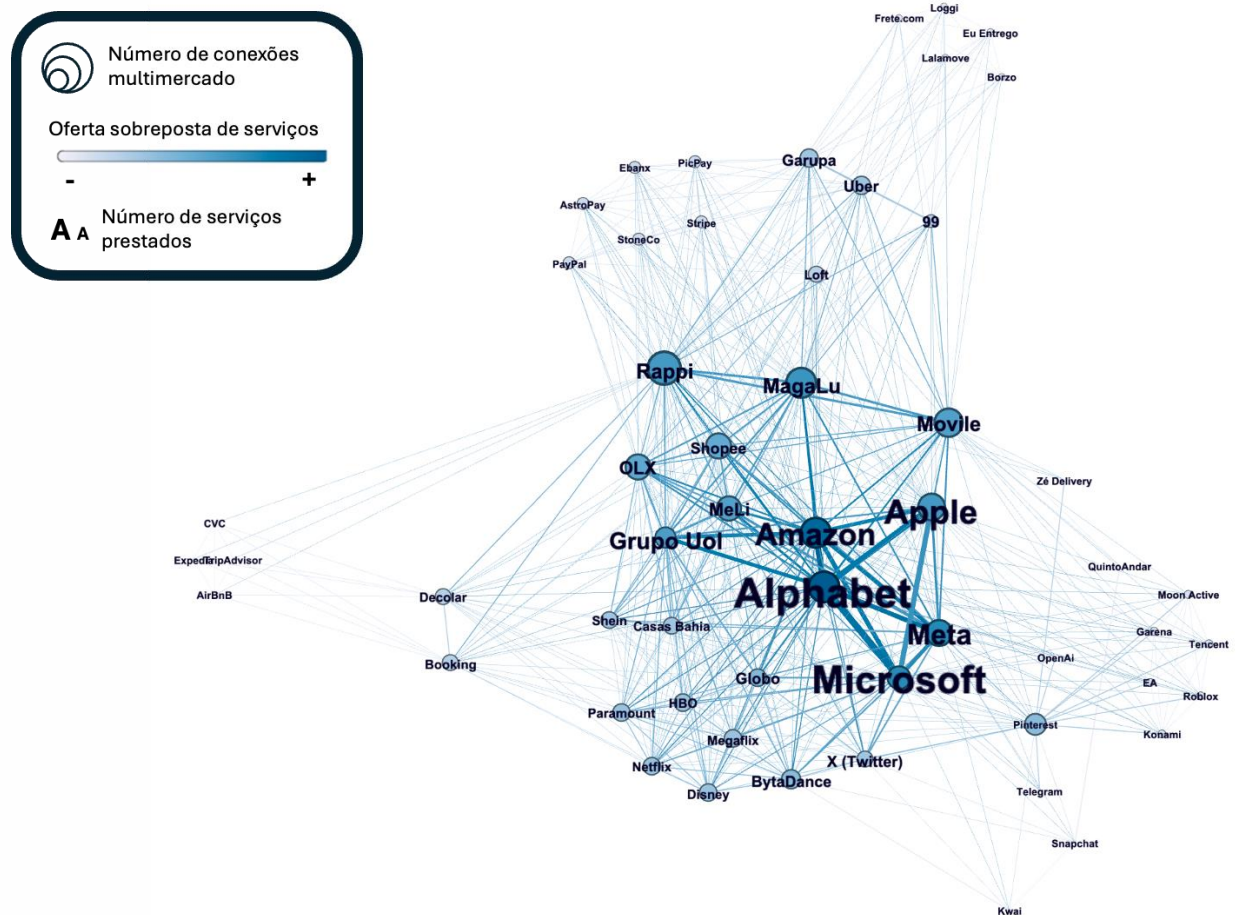 Número de conexões
multimercado
Oferta sobreposta de serviços
- +
A A Número de serviços
prestados
Loggi
Frete.com
Eu Entrego
Lalamove
Borzo
Garupa
PicPay
Ebanx
Uber
AstroPay
Stripe
99
StoneCo
PayPal
Loft
Rappi
MagaLu
Movile
Shopee
OLX
Zé Delivery
MeLi
Apple
CVC
Amazon
Grupo Uol
Expedia
TripAdvisor
QuintoAndar
Alphabet
AirBnB
Decolar
Moon Active
Shein
Casas Bahia
Meta
Garena
Tencent
OpenAi
Booking
Globo
Microsoft
EA
Roblox
HBO
Paramount
Pinterest
Konami
Megaflix
X (Twitter)
Netflix
BytaDance
Disney
Telegram
Snapchat
Kwai